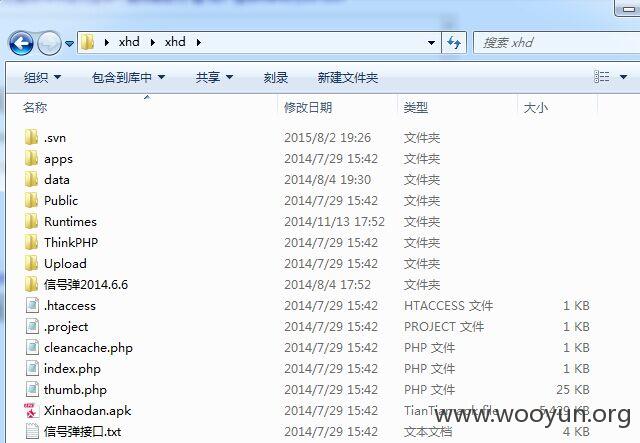 xhd xhd 搜索 xhd
组织 包含到库中 共享 刻录 新建文件夹
名称 修改日期 类型 大小
.svn 2015/8/2 19:26 文件夹
apps 2014/7/29 15:42 文件夹
data 2014/8/4 19:30 文件夹
Public 2014/7/29 15:42 文件夹
Runtimes 2014/11/13 17:52 文件夹
ThinkPHP 2014/7/29 15:42 文件夹
Upload 2014/7/29 15:42 文件夹
信号弹2014.6.6 2014/8/4 17:52 文件夹
.htaccess 2014/7/29 15:42 HTACCESS 文件 1 KB
.project 2014/7/29 15:42 PROJECT 文件 1 KB
cleancache.php 2014/7/29 15:42 PHP 文件 1 KB
index.php 2014/7/29 15:42 PHP 文件 1 KB
thumb.php 2014/7/29 15:42 PHP 文件 25 KB
Xinhaodan.apk 2014/7/29 15:42 KB
信号弹接口.txt 2014/7/29 15:42 文本文档 4 KB
www.wooyun.org